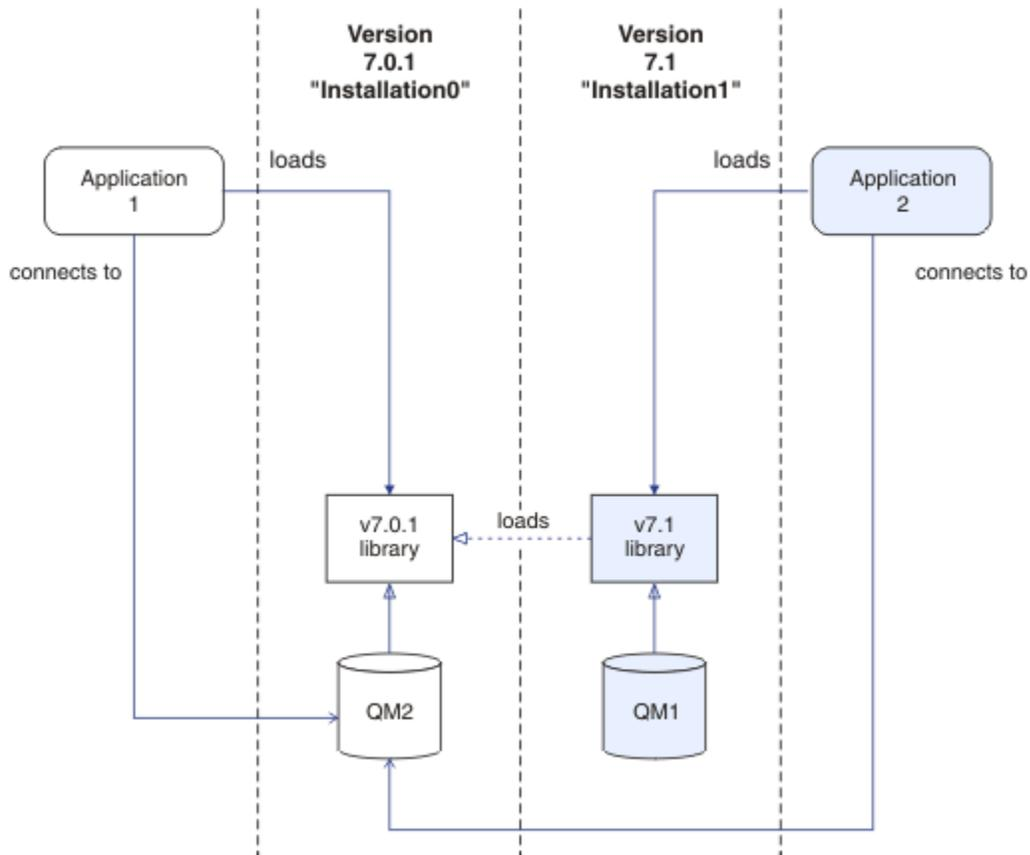 Version
7.0.1
"Installation0"
Version
7.1
"Installation1"
loads
loads
Application
1
Application
2
connects to
connects to
v7.0.1
library
loads
v7.1
library
QM2
QM1